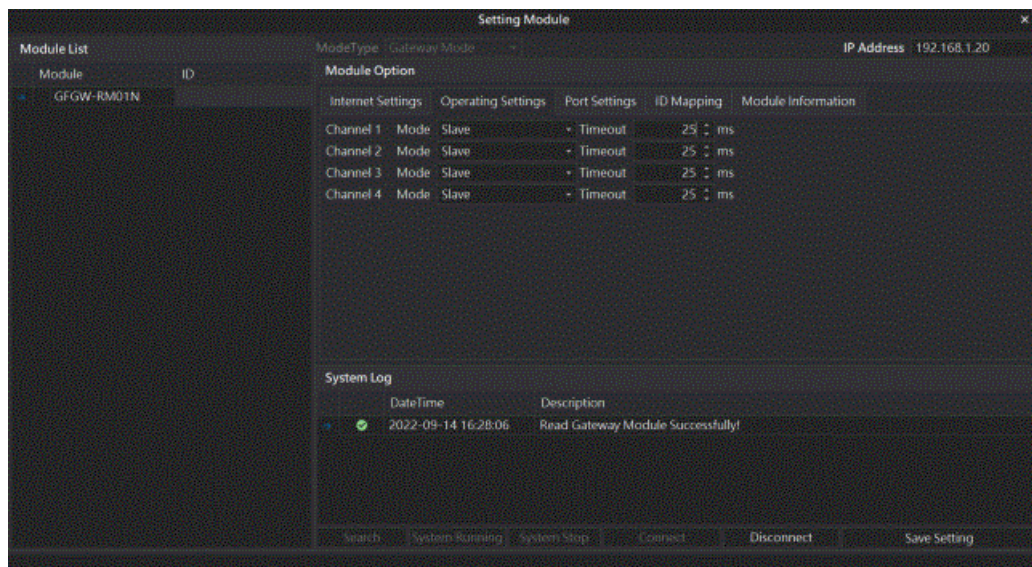 Setting Module ×
Module List
ModeType Gateway Mode
IP Address 192.168.1.20
Module ID
GFGW-RM01N
Module Option
Internet Settings Operating Settings Port Settings ID Mapping Module Information
Channel 1 Mode Slave Timeout 25 ms
Channel 2 Mode Slave Timeout 25 ms
Channel 3 Mode Slave Timeout 25 ms
Channel 4 Mode Slave Timeout 25 ms
System Log
DateTime Description
2022-09-14 16:28:06 Read Gateway Module Successfully!
Search System Running System Stop Connect Disconnect Save Setting